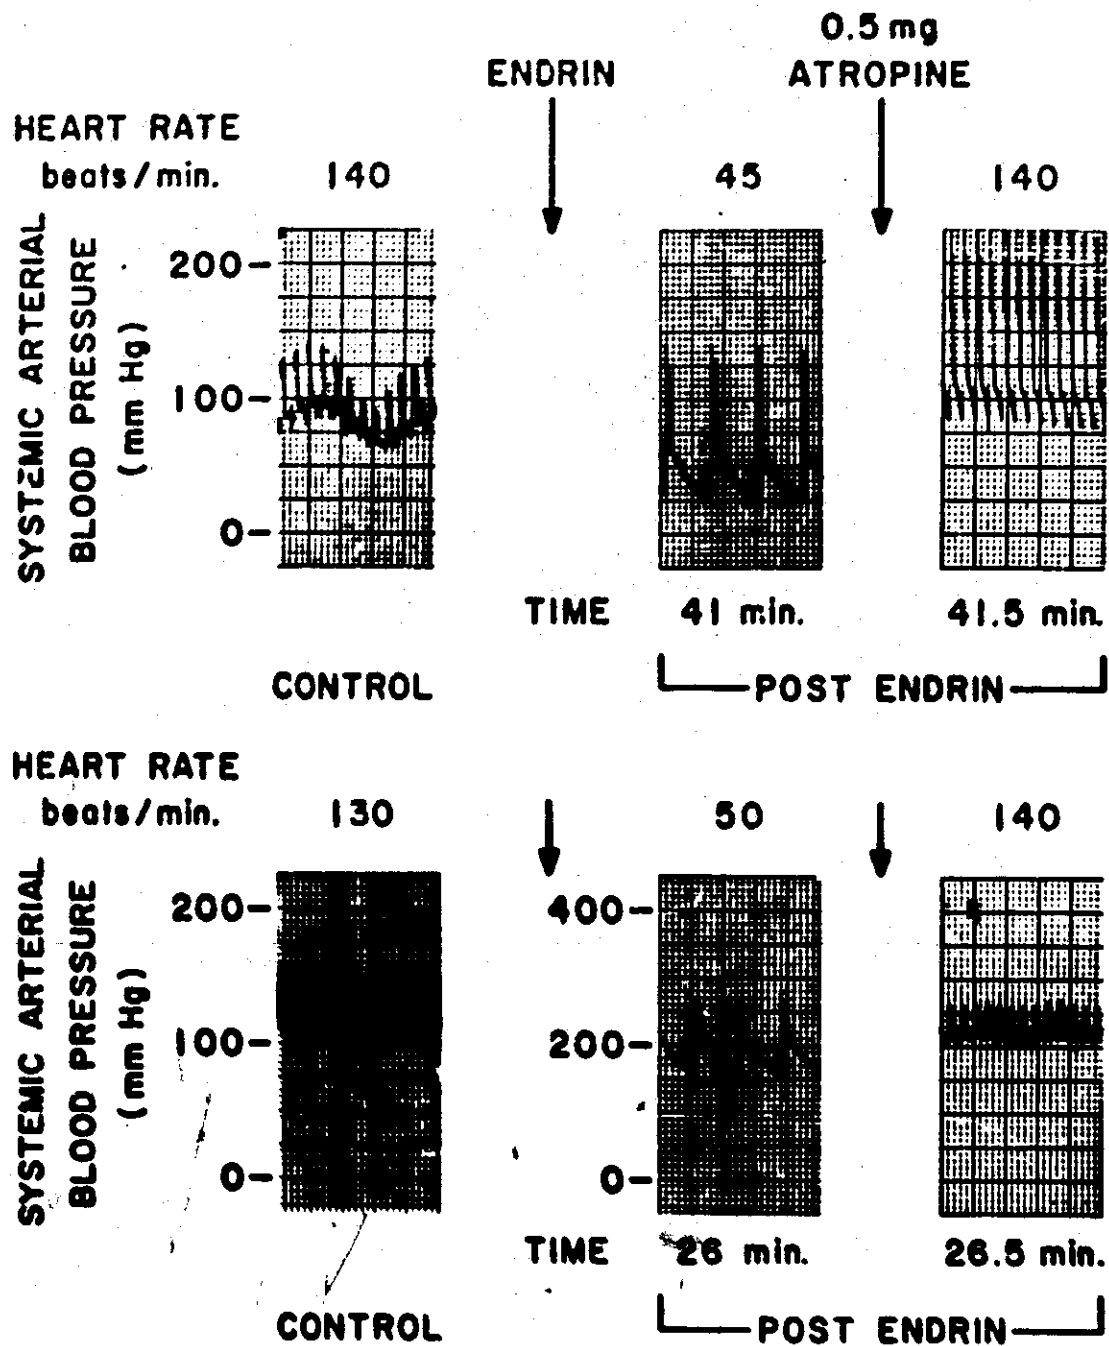 0.5 mg
ENDRIN ATROPINE
HEART RATE
beats/min. 140 45 140
SYSTEMIC ARTERIAL
BLOOD PRESSURE
(mm Hg)
200-
100-
0-
TIME 41 min. 41.5 min.
CONTROL POST ENDRIN
HEART RATE
beats/min. 130 50 140
SYSTEMIC ARTERIAL
BLOOD PRESSURE
(mm Hg)
200- 400-
100- 200-
0- 0-
TIME 26 min. 26.5 min.
CONTROL POST ENDRIN